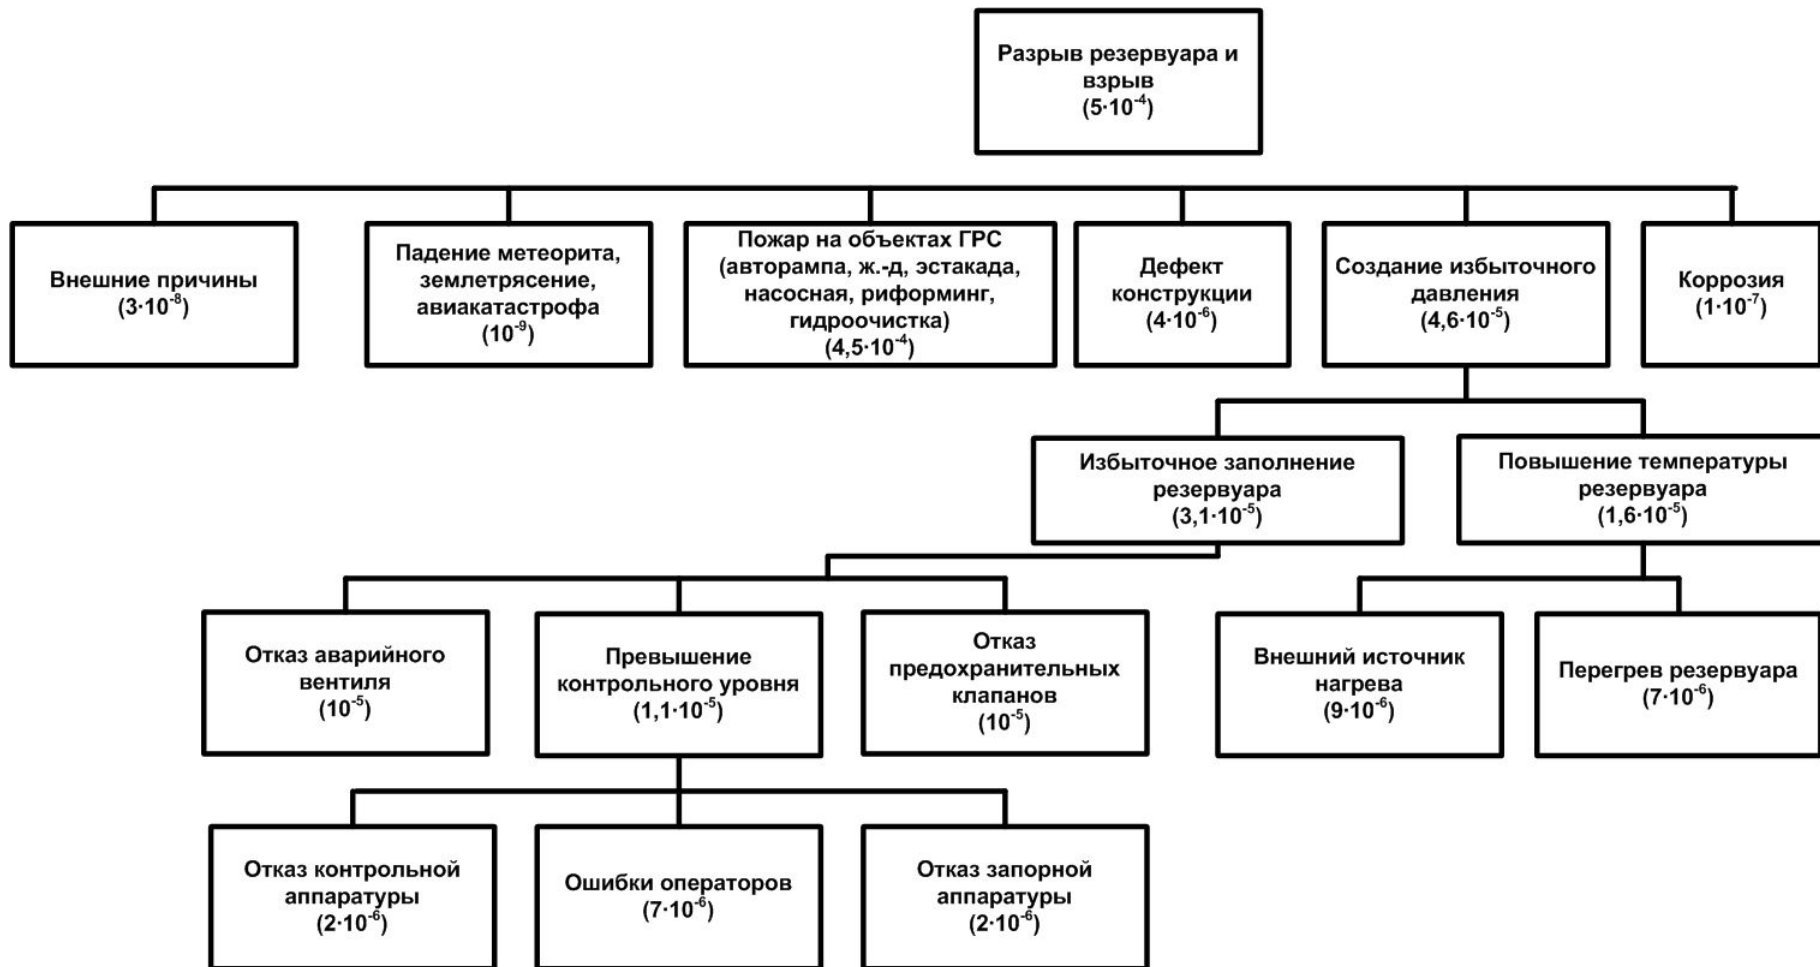 Разрыв резервуара и
взрыв
(5·10⁻⁴)
Внешние причины
(3·10⁻⁸)
Падение метеорита,
землетрясение,
авиакатастрофа
(10⁻⁹)
Пожар на объектах ГРС
(авторампа, ж.-д, эстакада,
насосная, риформинг,
гидроочистка)
(4,5·10⁻⁴)
Дефект
конструкции
(4·10⁻⁶)
Создание избыточного
давления
(4,6·10⁻⁵)
Коррозия
(1·10⁻⁷)
Избыточное заполнение
резервуара
(3,1·10⁻⁵)
Повышение температуры
резервуара
(1,6·10⁻⁵)
Отказ аварийного
вентиля
(10⁻⁵)
Превышение
контрольного уровня
(1,1·10⁻⁵)
Отказ
предохранительных
клапанов
(10⁻⁵)
Внешний источник
нагрева
(9·10⁻⁶)
Перегрев резервуара
(7·10⁻⁶)
Отказ контрольной
аппаратуры
(2·10⁻⁶)
Ошибки операторов
(7·10⁻⁶)
Отказ запорной
аппаратуры
(2·10⁻⁶)